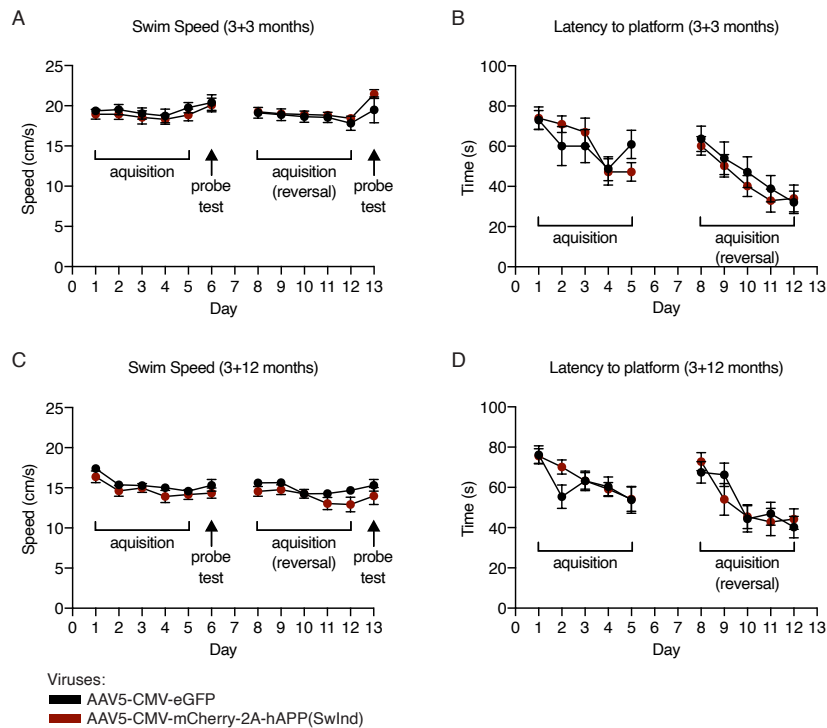 A
Swim Speed (3+3 months)
25
20
15
10
5
0
Speed (cm/s)
aquisition
probe
test
aquisition
(reversal)
probe
test
0 1 2 3 4 5 6 7 8 9 10 11 12 13
Day
B
Latency to platform (3+3 months)
100
80
60
40
20
0
Time (s)
aquisition
aquisition
(reversal)
0 1 2 3 4 5 6 7 8 9 10 11 12 13
Day
C
Swim Speed (3+12 months)
25
20
15
10
5
0
Speed (cm/s)
aquisition
probe
test
aquisition
(reversal)
probe
test
0 1 2 3 4 5 6 7 8 9 10 11 12 13
Day
D
Latency to platform (3+12 months)
100
80
60
40
20
0
Time (s)
aquisition
aquisition
(reversal)
0 1 2 3 4 5 6 7 8 9 10 11 12 13
Day
Viruses:
AAV5-CMV-eGFP
AAV5-CMV-mCherry-2A-hAPP(SwInd)